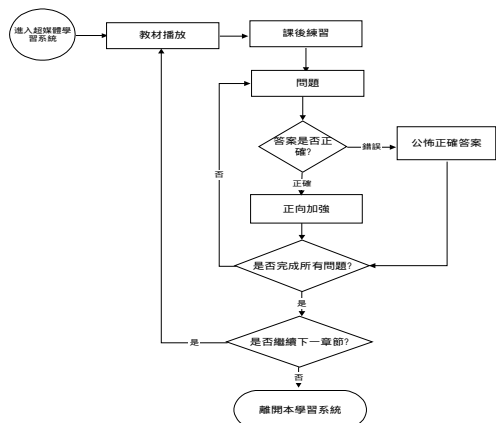 進入超媒體學
習系統
教材播放
課後練習
問題
答案是否正
確?
錯誤
公怖正確答案
否
正確
正向加強
是否完成所有問題?
是
是
是否繼續下一章節?
否
離開本學習系統